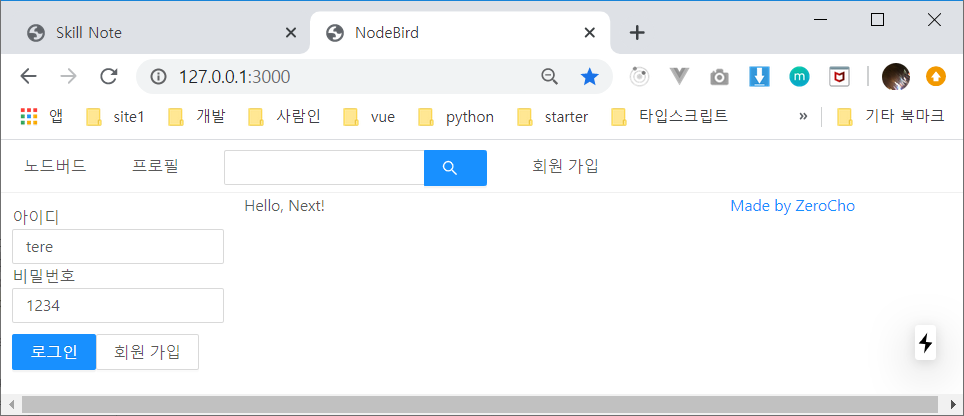 Skill Note
NodeBird
127.0.0.1:3000
앱 site1 개발 사람인 vue python starter 타입스크립트 » 기타 북마크
노드버드 프로필 회원 가입
Hello, Next! Made by ZeroCho
아이디
tere
비밀번호
1234
로그인 회원 가입